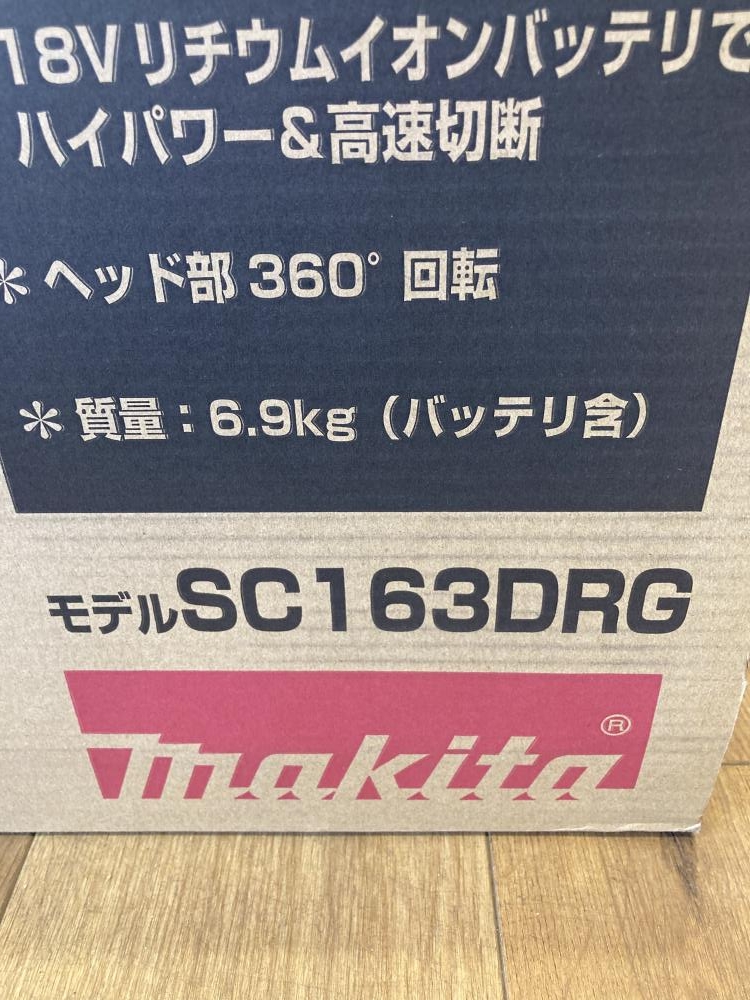 18Vリチウムイオンバッテリで
ハイパワー&高速切断
＊ ヘッド部 360° 回転
＊ 質量：6.9kg（バッテリ含）
モデルSC163DRG
makita®